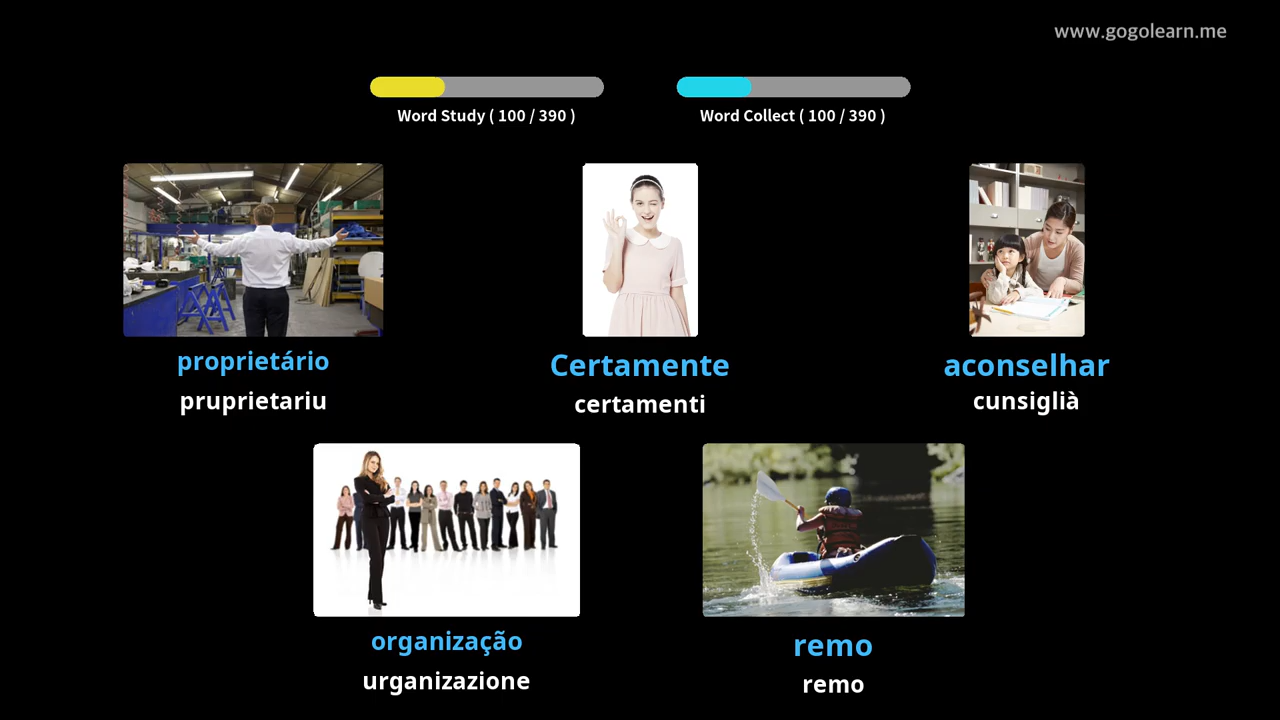 www.gogolearn.me
Word Study ( 100 / 390 )
Word Collect ( 100 / 390 )
proprietário
pruprietariu
Certamente
certamenti
aconselhar
cunsiglià
organização
urganizazione
remo
remo